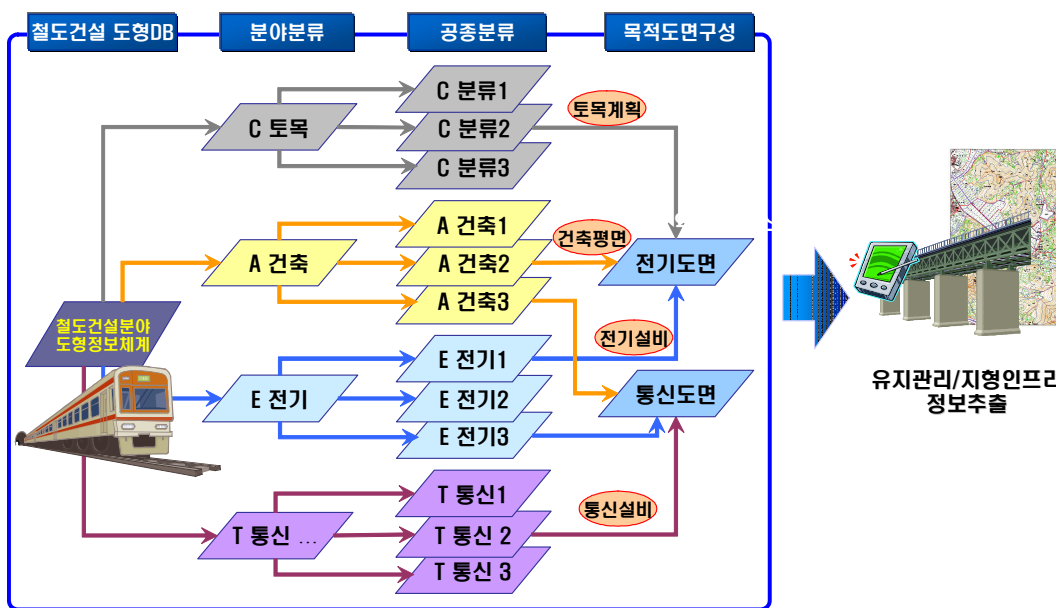 철도건설 도형DB
분야분류
공종분류
목적도면구성
C 토목
C 분류1
C 분류2
C 분류3
토목계획
A 건축
A 건축1
A 건축2
A 건축3
건축평면
전기도면
철도건설분야
도형정보체계
E 전기
E 전기1
E 전기2
E 전기3
전기설비
통신도면
T 통신 ...
T 통신1
T 통신 2
T 통신 3
통신설비
유지관리/지형인프라
정보추출